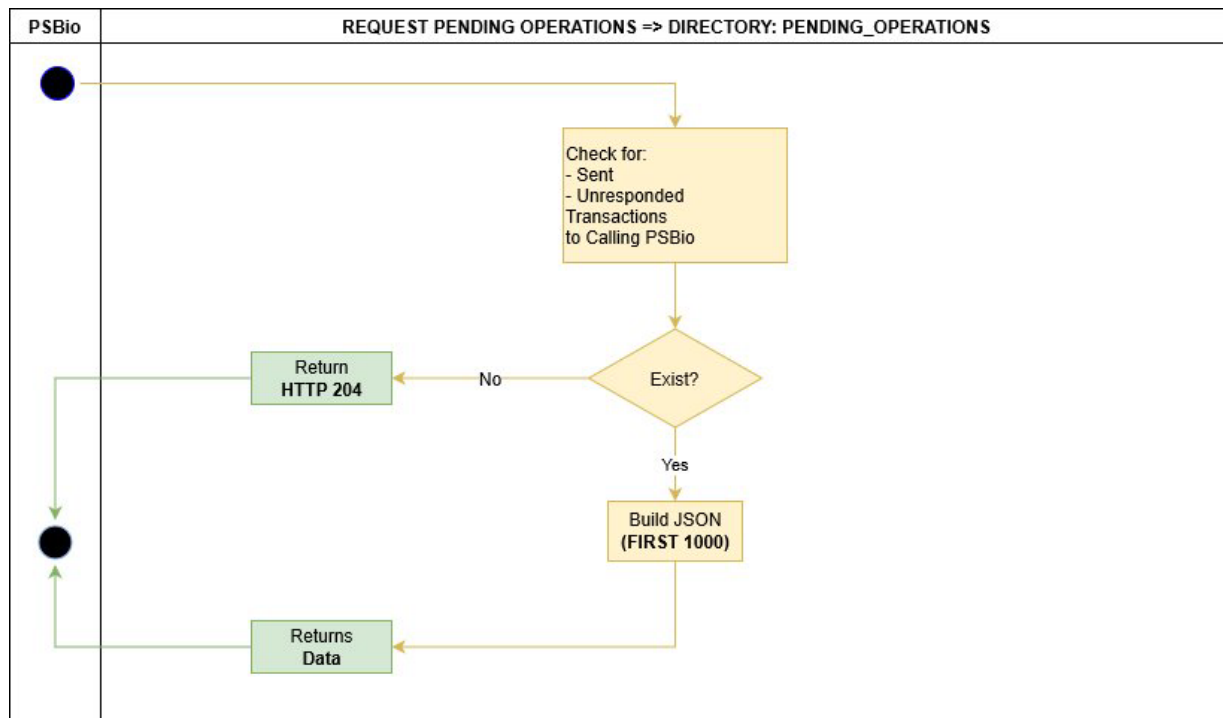 PSBio
REQUEST PENDING OPERATIONS => DIRECTORY: PENDING_OPERATIONS
Check for:
- Sent
- Unresponded
Transactions
to Calling PSBio
Return
HTTP 204
No
Exist?
Yes
Build JSON
(FIRST 1000)
Returns
Data